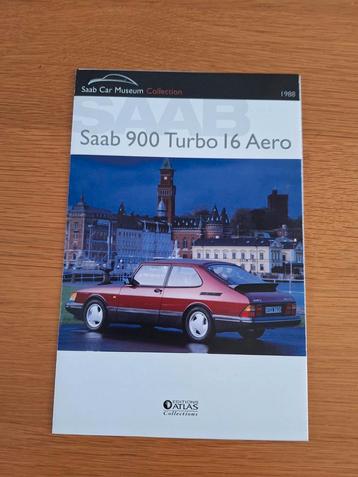 Saab Car Museum Collection
1988
SAAB
Saab 900 Turbo 16 Aero
EDITIONS
ATLAS
Collections